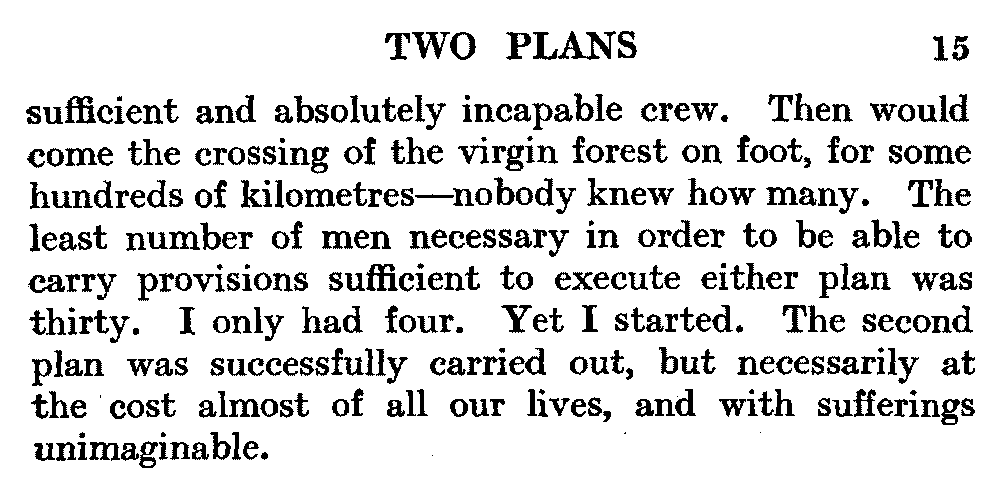 TWO PLANS 15
sufficient and absolutely incapable crew. Then would
come the crossing of the virgin forest on foot, for some
hundreds of kilometres—nobody knew how many. The
least number of men necessary in order to be able to
carry provisions sufficient to execute either plan was
thirty. I only had four. Yet I started. The second
plan was successfully carried out, but necessarily at
the cost almost of all our lives, and with sufferings
unimaginable.